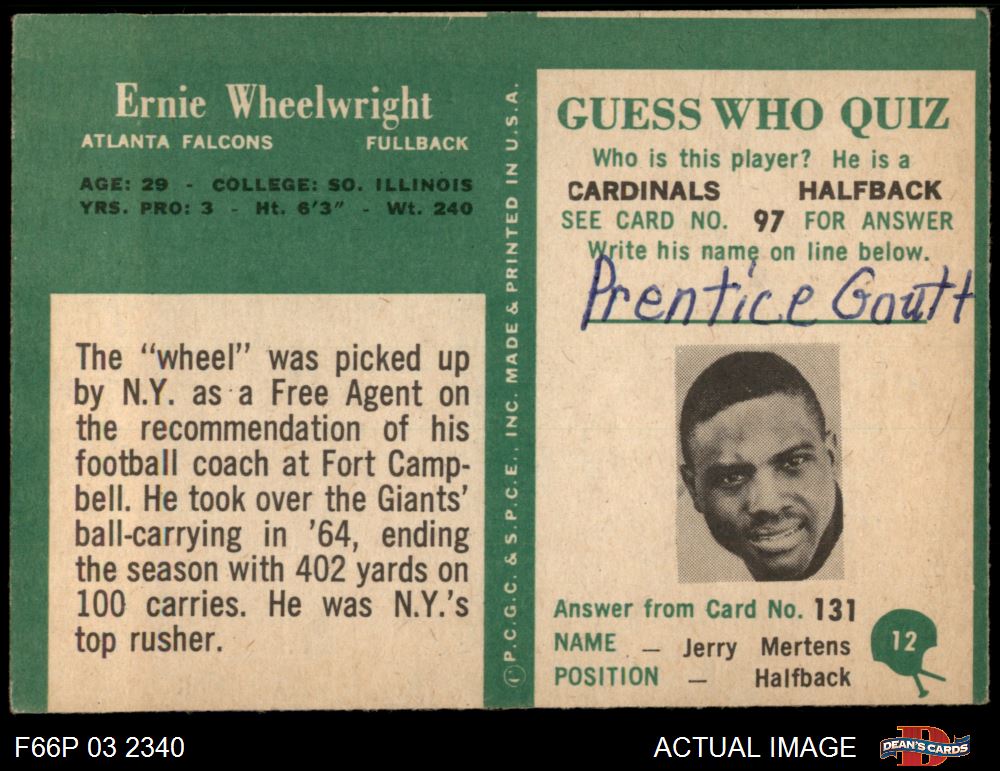 Ernie Wheelwright
ATLANTA FALCONS FULLBACK
AGE: 29 - COLLEGE: SO. ILLINOIS
YRS. PRO: 3 - Ht. 6'3" - Wt. 240
The "wheel" was picked up
by N.Y. as a Free Agent on
the recommendation of his
football coach at Fort Camp-
bell. He took over the Giants'
ball-carrying in '64, ending
the season with 402 yards on
100 carries. He was N.Y.'s
top rusher.
©P.C.G.C. & S.P.C.E., INC. MADE & PRINTED IN U.S.A.
GUESS WHO QUIZ
Who is this player? He is a
CARDINALS HALFBACK
SEE CARD NO. 97 FOR ANSWER
Write his name on line below.
Prentice Goutt
Answer from Card No. 131
NAME — Jerry Mertens
POSITION — Halfback
12
F66P 03 2340
ACTUAL IMAGE
D
DEAN'S CARDS